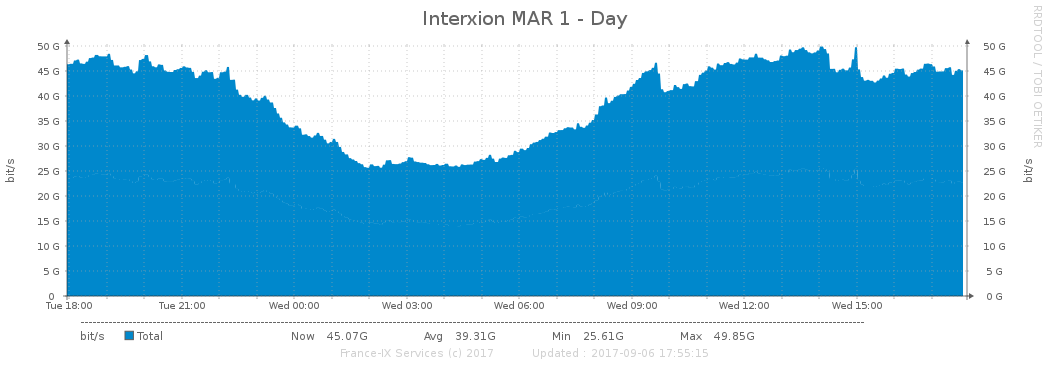 Interxion MAR 1 - Day
RRDTOOL / TOBI OETIKER
bit/s
50 G 50 G
45 G 45 G
40 G 40 G
35 G 35 G
30 G 30 G
25 G 25 G
20 G 20 G
15 G 15 G
10 G 10 G
5 G 5 G
0 0 G
bit/s
Tue 18:00 Tue 21:00 Wed 00:00 Wed 03:00 Wed 06:00 Wed 09:00 Wed 12:00 Wed 15:00
bit/s Total Now 45.07G Avg 39.31G Min 25.61G Max 49.85G
France-IX Services (c) 2017 Updated : 2017-09-06 17:55:15